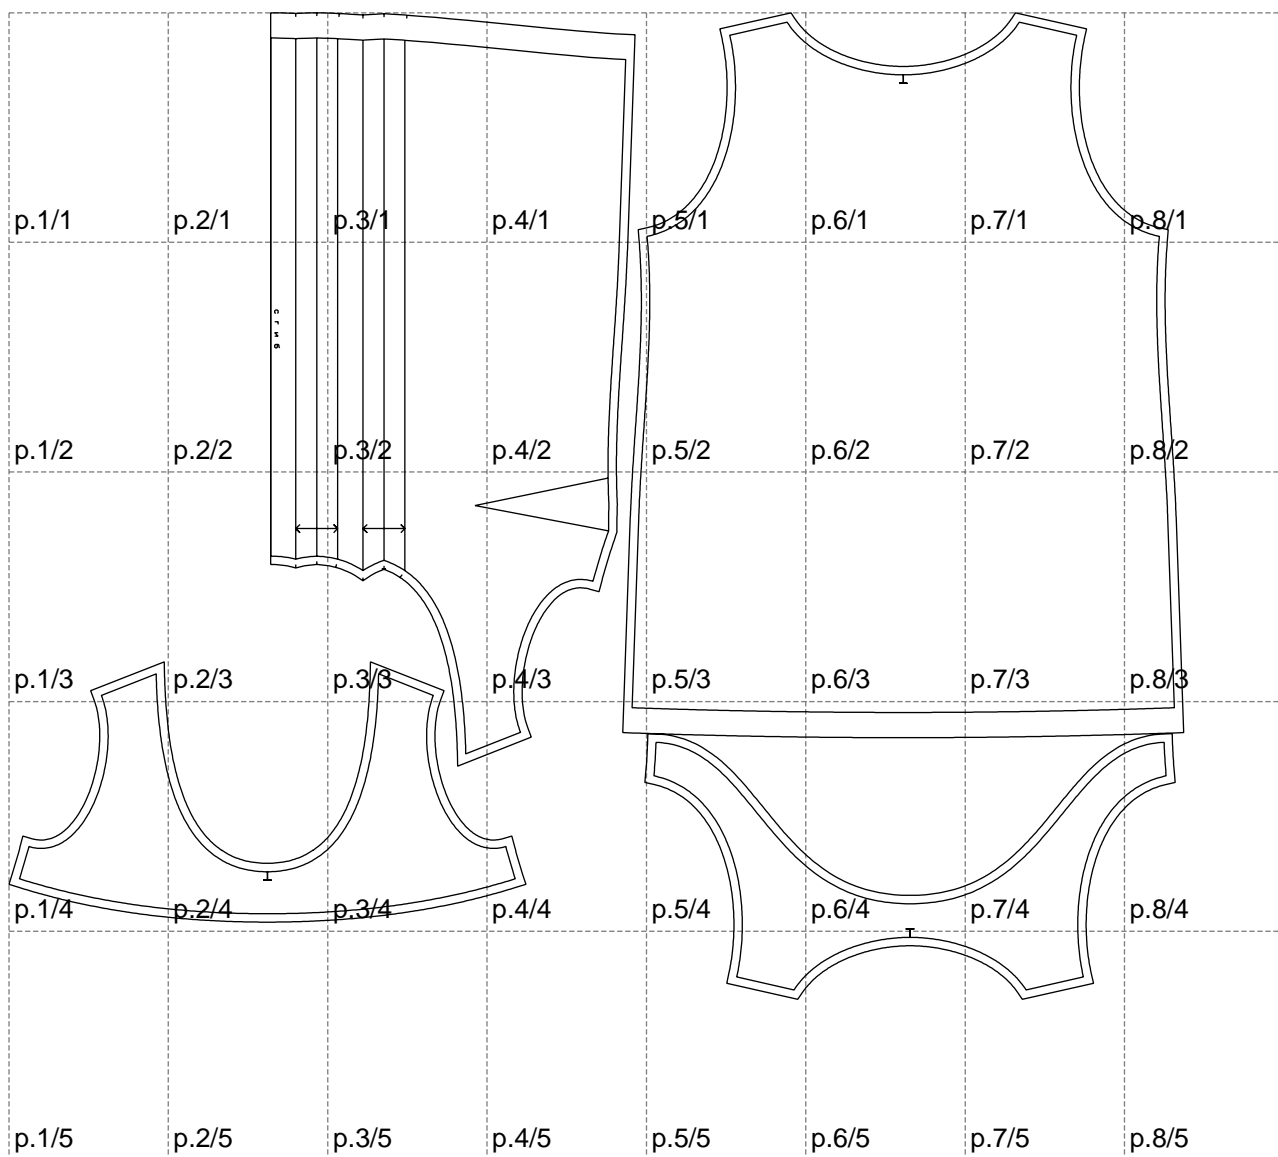 p.1/1 p.2/1 p.3/1 p.4/1 p.5/1 p.6/1 p.7/1 p.8/1
сгиб
p.1/2 p.2/2 p.3/2 p.4/2 p.5/2 p.6/2 p.7/2 p.8/2
p.1/3 p.2/3 p.3/3 p.4/3 p.5/3 p.6/3 p.7/3 p.8/3
p.1/4 p.2/4 p.3/4 p.4/4 p.5/4 p.6/4 p.7/4 p.8/4
p.1/5 p.2/5 p.3/5 p.4/5 p.5/5 p.6/5 p.7/5 p.8/5